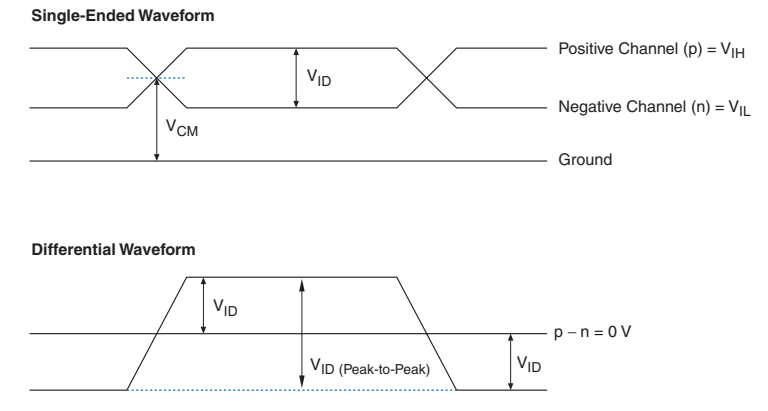 Single-Ended Waveform
Positive Channel (p) = VIH
VID
Negative Channel (n) = VIL
VCM
Ground
Differential Waveform
VID
p – n = 0 V
VID (Peak-to-Peak)
VID